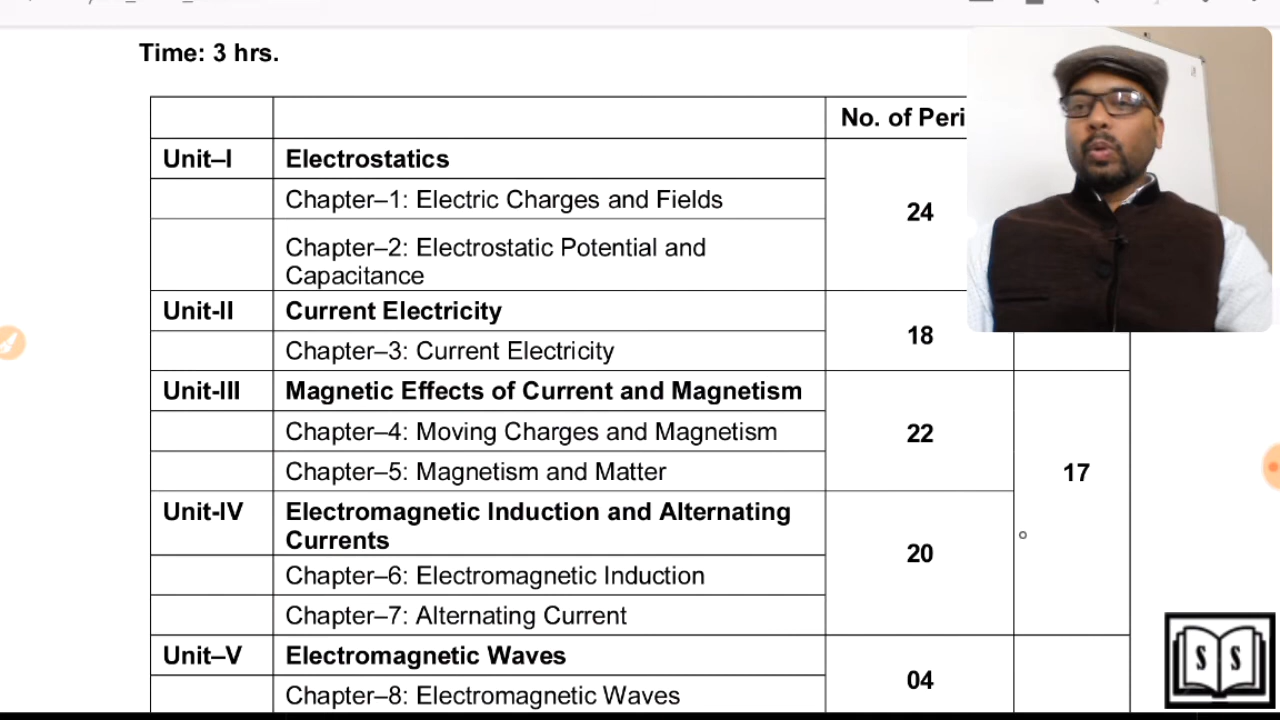 Time: 3 hrs.
No. of Peri
Unit–I Electrostatics
Chapter–1: Electric Charges and Fields
24
Chapter–2: Electrostatic Potential and
Capacitance
Unit-II Current Electricity
18
Chapter–3: Current Electricity
Unit-III Magnetic Effects of Current and Magnetism
Chapter–4: Moving Charges and Magnetism
22
Chapter–5: Magnetism and Matter
17
Unit-IV Electromagnetic Induction and Alternating
Currents
20
Chapter–6: Electromagnetic Induction
Chapter–7: Alternating Current
Unit–V Electromagnetic Waves
04
Chapter–8: Electromagnetic Waves
S S